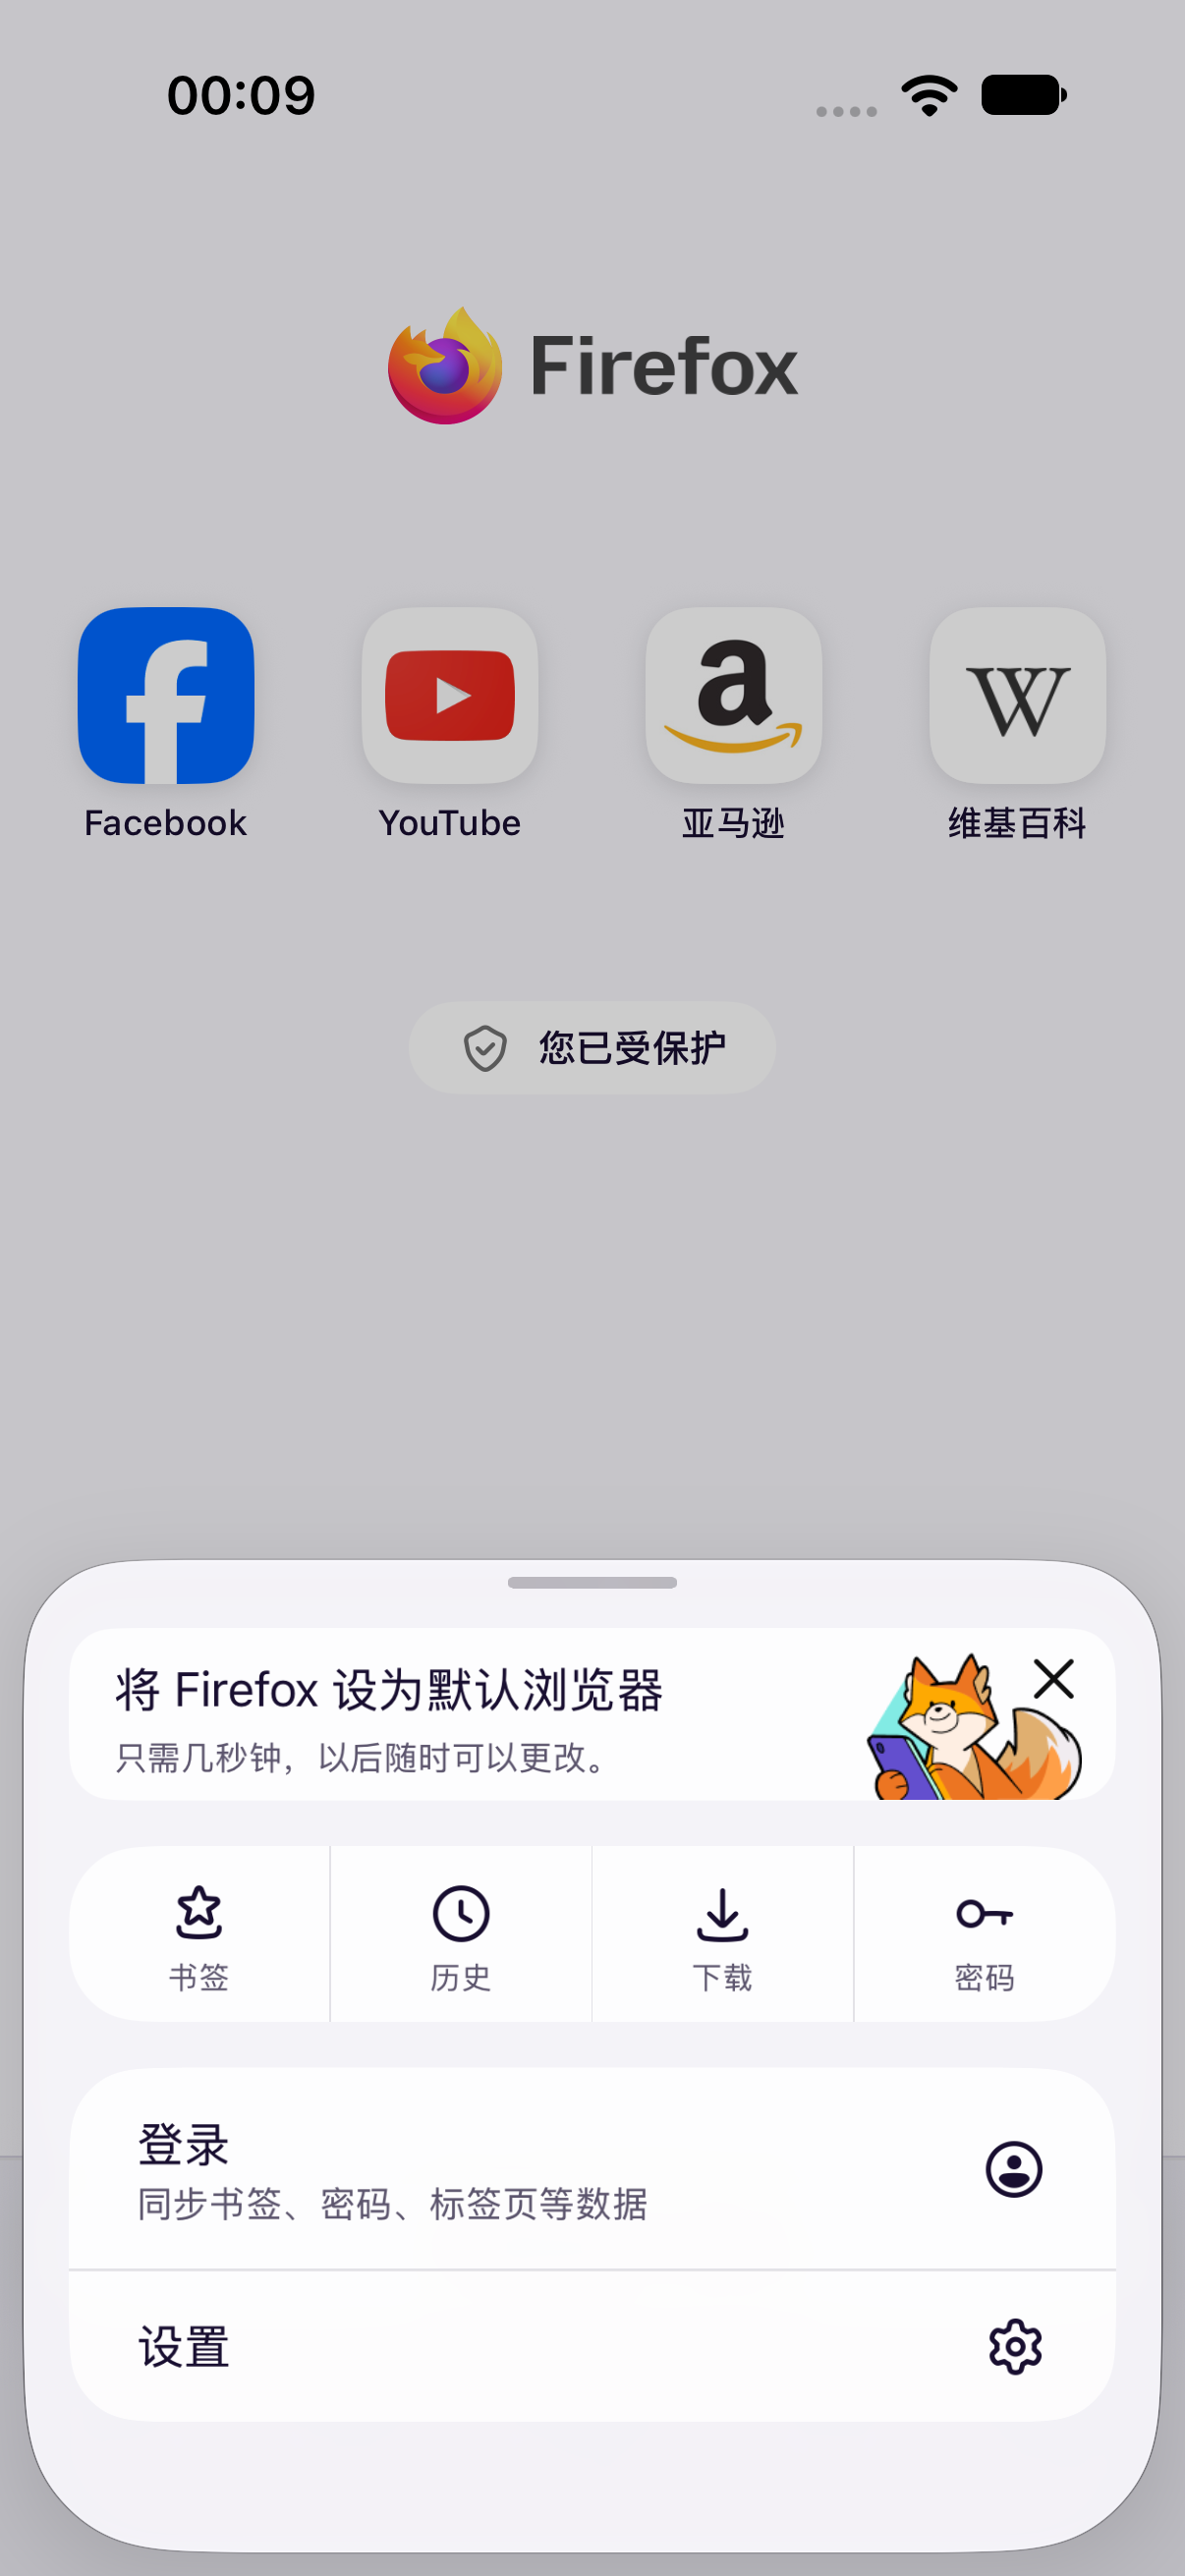 00:09
Firefox
Facebook
YouTube
亚马逊
维基百科
您已受保护
将 Firefox 设为默认浏览器
只需几秒钟，以后随时可以更改。
书签
历史
下载
密码
登录
同步书签、密码、标签页等数据
设置